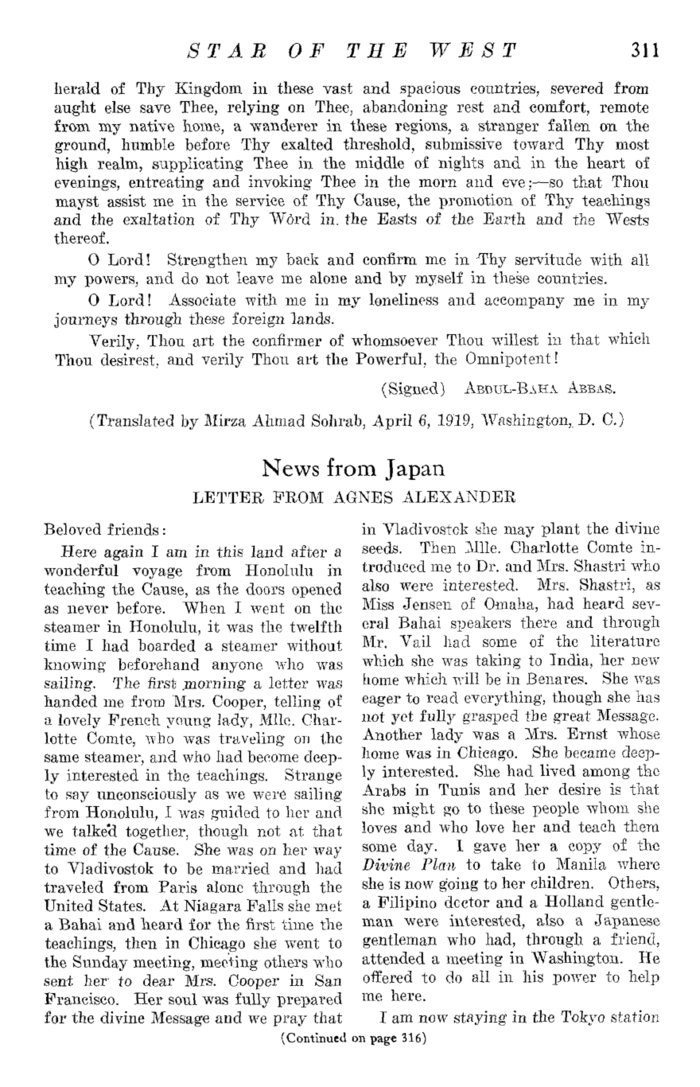 STAR OF THE WEST 311
herald of Thy Kingdom in these vast and spacious countries, severed from
aught else save Thee, relying on Thee, abandoning rest and comfort, remote
from my native home, a wanderer in these regions, a stranger fallen on the
ground, humble before Thy exalted threshold, submissive toward Thy most
high realm, supplicating Thee in the middle of nights and in the heart of
evenings, entreating and invoking Thee in the morn and eve;—so that Thou
mayst assist me in the service of Thy Cause, the promotion of Thy teachings
and the exaltation of Thy Word in the Easts of the Earth and the Wests
thereof.
O Lord! Strengthen my back and confirm me in Thy servitude with all
my powers, and do not leave me alone and by myself in these countries.
O Lord! Associate with me in my loneliness and accompany me in my
journeys through these foreign lands.
Verily, Thou art the confirmer of whomsoever Thou willest in that which
Thou desirest, and verily Thou art the Powerful, the Omnipotent!
(Signed) ABDUL-BAHA ABBAS.
(Translated by Mirza Ahmad Sohrab, April 6, 1919, Washington, D. C.)
News from Japan
LETTER FROM AGNES ALEXANDER
Beloved friends:
Here again I am in this land after a
wonderful voyage from Honolulu in
teaching the Cause, as the doors opened
as never before. When I went on the
steamer in Honolulu, it was the twelfth
time I had boarded a steamer without
knowing beforehand anyone who was
sailing. The first morning a letter was
handed me from Mrs. Cooper, telling of
a lovely French young lady, Mlle. Char-
lotte Comte, who was traveling on the
same steamer, and who had become deep-
ly interested in the teachings. Strange
to say unconsciously as we were sailing
from Honolulu, I was guided to her and
we talked together, though not at that
time of the Cause. She was on her way
to Vladivostok to be married and had
traveled from Paris alone through the
United States. At Niagara Falls she met
a Bahai and heard for the first time the
teachings, then in Chicago she went to
the Sunday meeting, meeting others who
sent her to dear Mrs. Cooper in San
Francisco. Her soul was fully prepared
for the divine Message and we pray that
in Vladivostok she may plant the divine
seeds. Then Mlle. Charlotte Comte in-
troduced me to Dr. and Mrs. Shastri who
also were interested. Mrs. Shastri, as
Miss Jensen of Omaha, had heard sev-
eral Bahai speakers there and through
Mr. Vail had some of the literature
which she was taking to India, her new
home which will be in Benares. She was
eager to read everything, though she has
not yet fully grasped the great Message.
Another lady was a Mrs. Ernst whose
home was in Chicago. She became deep-
ly interested. She had lived among the
Arabs in Tunis and her desire is that
she might go to these people whom she
loves and who love her and teach them
some day. I gave her a copy of the
Divine Plan to take to Manila where
she is now going to her children. Others,
a Filipino doctor and a Holland gentle-
man were interested, also a Japanese
gentleman who had, through a friend,
attended a meeting in Washington. He
offered to do all in his power to help
me here.
I am now staying in the Tokyo station
(Continued on page 316)